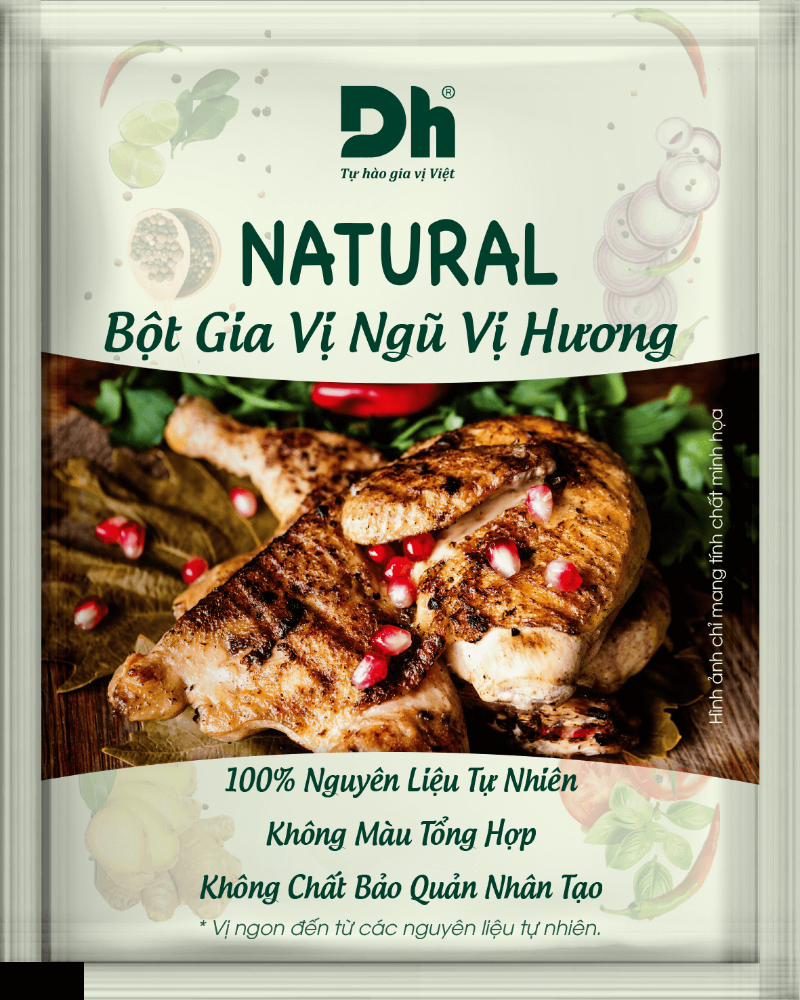 Dh®
Tự hào gia vị Việt
NATURAL
Bột Gia Vị Ngũ Vị Hương
Hình ảnh chỉ mang tính chất minh họa
100% Nguyên Liệu Tự Nhiên
Không Màu Tổng Hợp
Không Chất Bảo Quản Nhân Tạo
* Vị ngon đến từ các nguyên liệu tự nhiên.